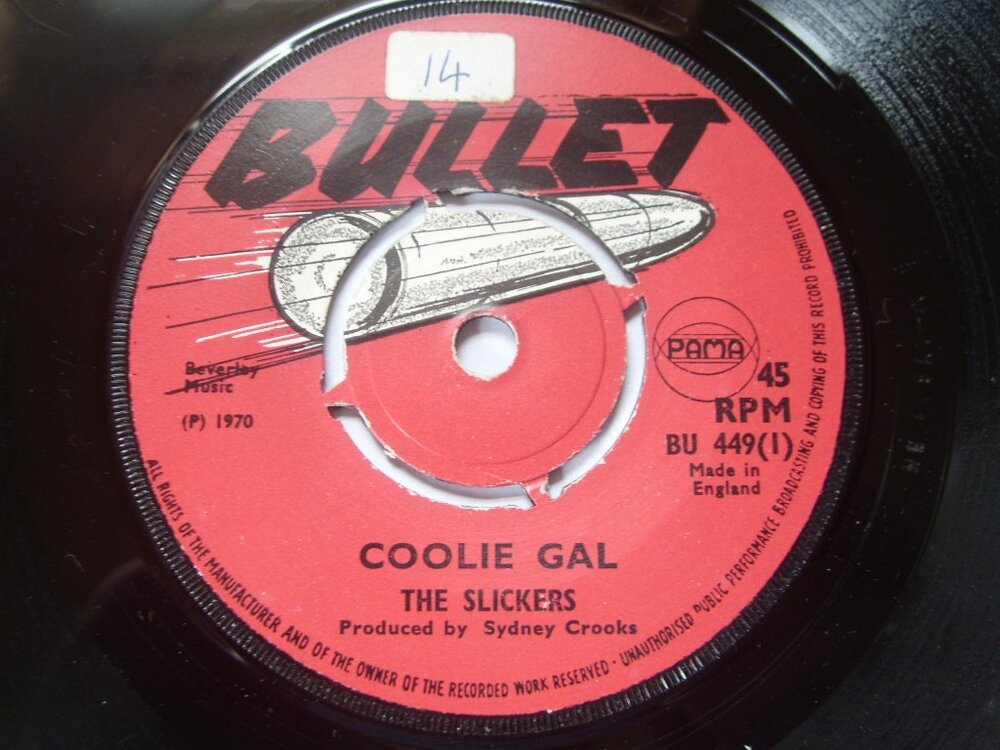 14
BULLET
PAMA
Beverley
Music
(P) 1970
45
RPM
BU 449(1)
Made in
England
COOLIE GAL
THE SLICKERS
Produced by Sydney Crooks
ALL RIGHTS OF THE MANUFACTURER AND OF THE OWNER OF THE RECORDED WORK RESERVED · UNAUTHORISED PUBLIC PERFORMANCE BROADCASTING AND COPYING OF THIS RECORD PROHIBITED